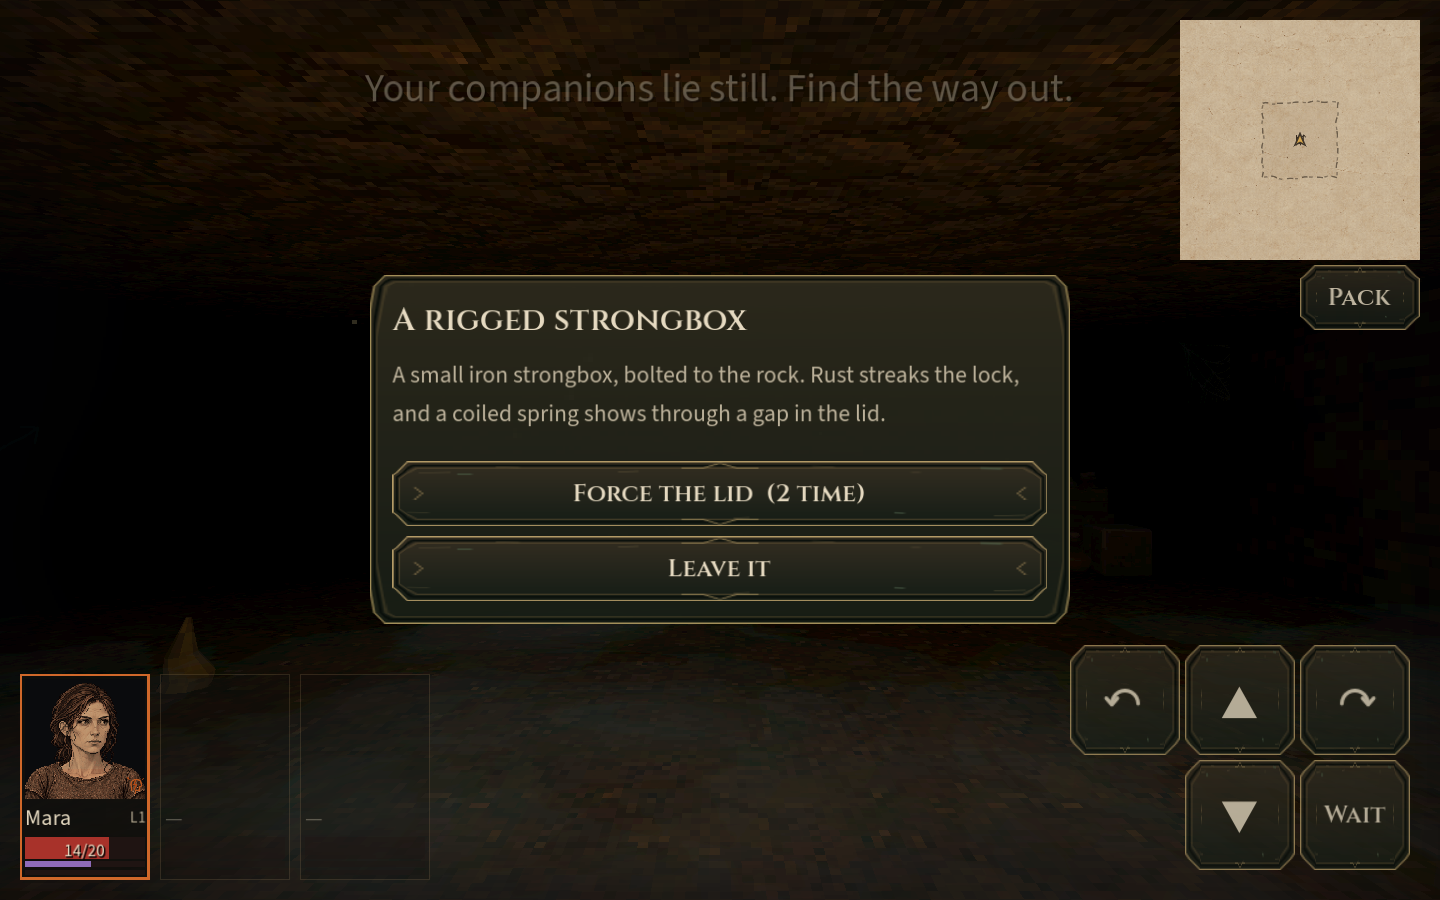 Your companions lie still. Find the way out.
A rigged strongbox
A small iron strongbox, bolted to the rock. Rust streaks the lock,
and a coiled spring shows through a gap in the lid.
Force the lid (2 time)
Leave it
Pack
Mara L1
14/20
Wait